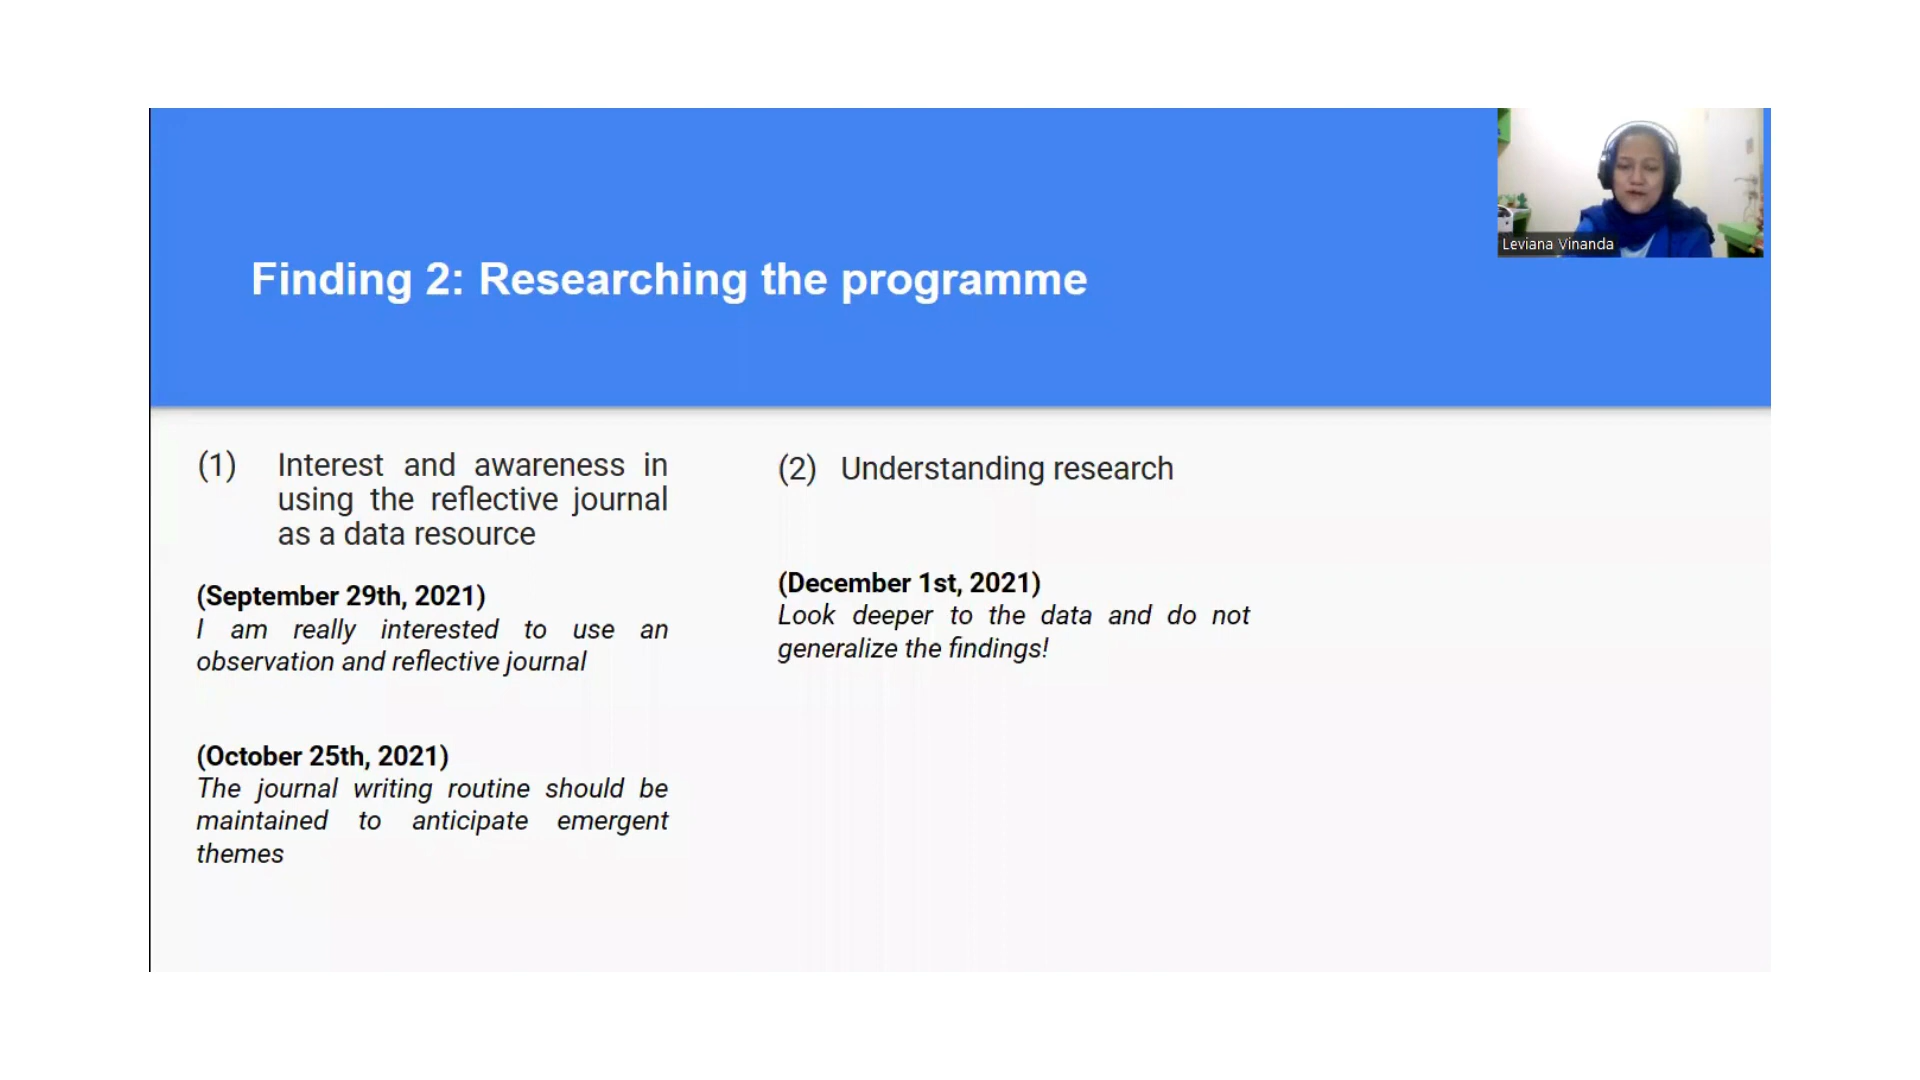 Leviana Vinanda
Finding 2: Researching the programme
(1) Interest and awareness in
using the reflective journal
as a data resource
(September 29th, 2021)
I am really interested to use an
observation and reflective journal
(October 25th, 2021)
The journal writing routine should be
maintained to anticipate emergent
themes
(2) Understanding research
(December 1st, 2021)
Look deeper to the data and do not
generalize the findings!